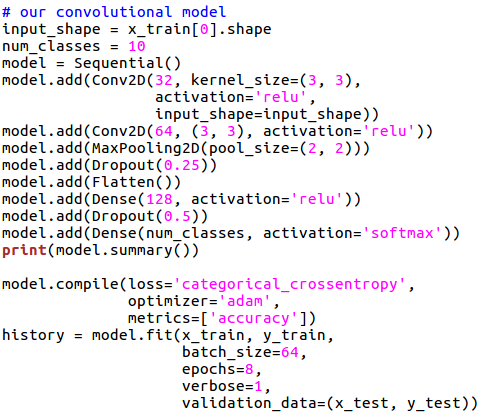 # our convolutional model
input_shape = x_train[0].shape
num_classes = 10
model = Sequential()
model.add(Conv2D(32, kernel_size=(3, 3),
                 activation='relu',
                 input_shape=input_shape))
model.add(Conv2D(64, (3, 3), activation='relu'))
model.add(MaxPooling2D(pool_size=(2, 2)))
model.add(Dropout(0.25))
model.add(Flatten())
model.add(Dense(128, activation='relu'))
model.add(Dropout(0.5))
model.add(Dense(num_classes, activation='softmax'))
print(model.summary())

model.compile(loss='categorical_crossentropy',
              optimizer='adam',
              metrics=['accuracy'])
history = model.fit(x_train, y_train,
                    batch_size=64,
                    epochs=8,
                    verbose=1,
                    validation_data=(x_test, y_test))